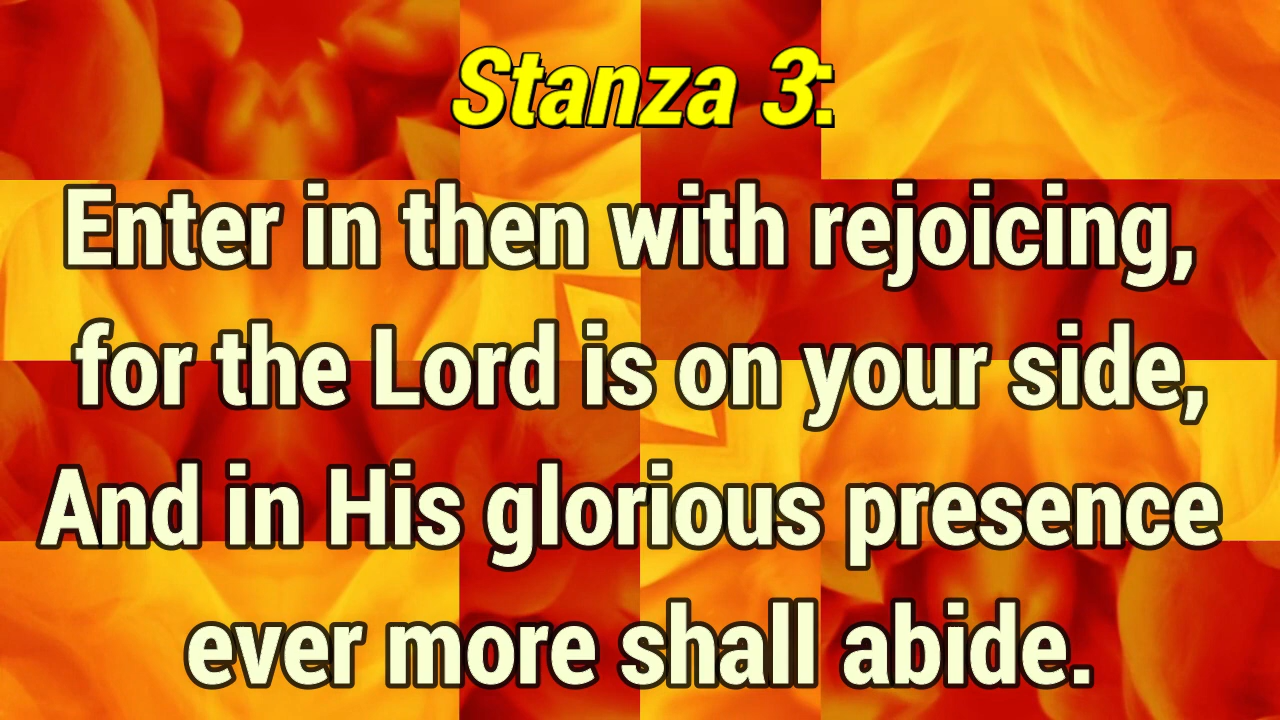 Stanza 3:
Enter in then with rejoicing,
for the Lord is on your side,
And in His glorious presence
ever more shall abide.